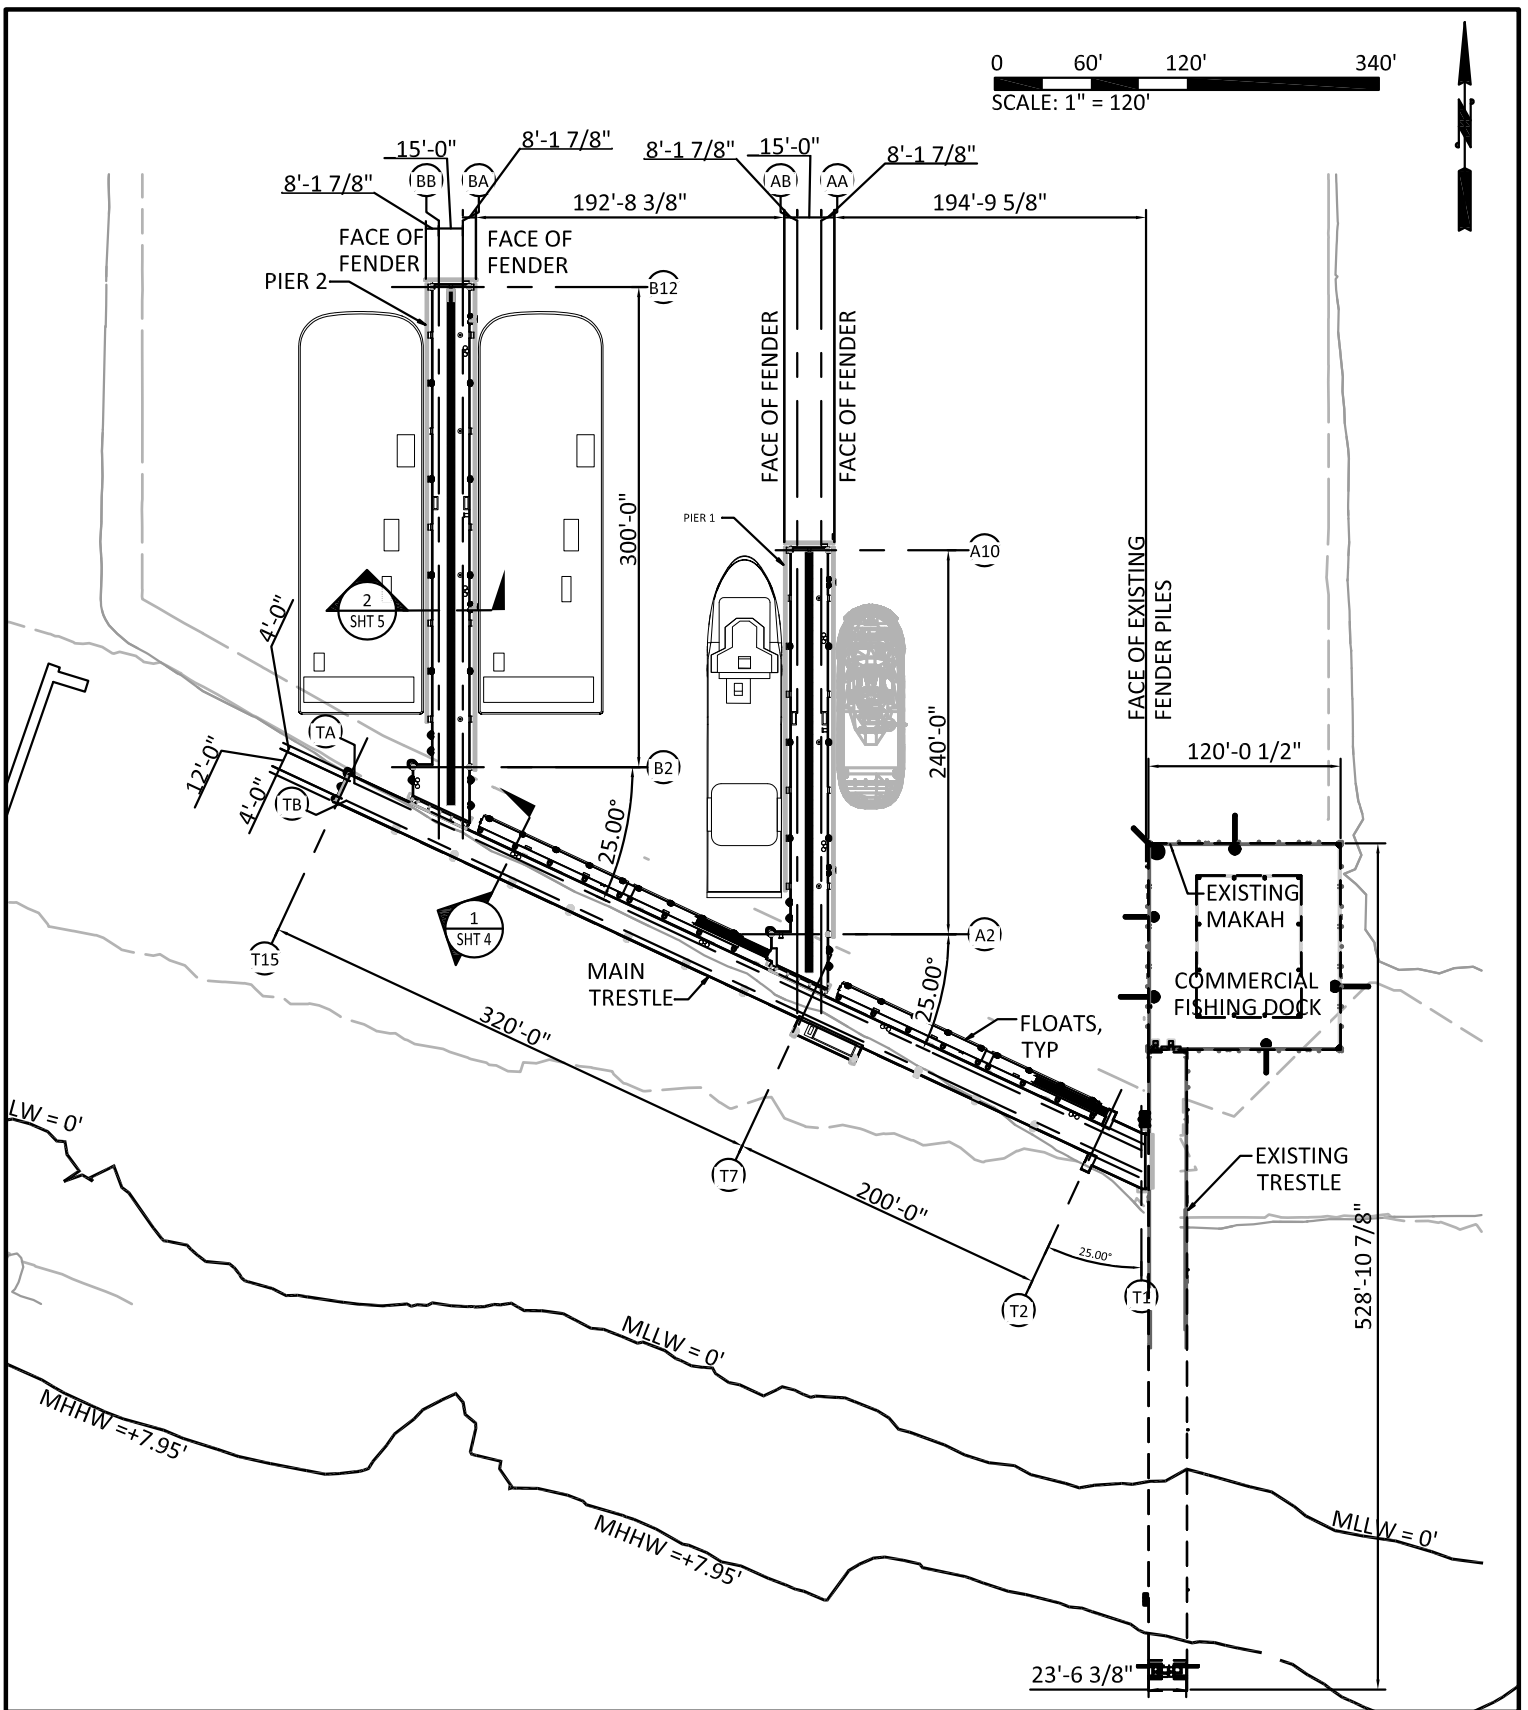 0 60' 120' 340'
SCALE: 1" = 120'
N
15'-0"
8'-1 7/8"
8'-1 7/8"
15'-0"
8'-1 7/8"
8'-1 7/8"
BB
BA
AB
AA
192'-8 3/8"
194'-9 5/8"
FACE OF
FENDER
FACE OF
FENDER
PIER 2
B12
FACE OF FENDER
FACE OF FENDER
300'-0"
PIER 1
A10
2
SHT 5
4'-0"
FACE OF EXISTING
FENDER PILES
TA
12'-0"
4'-0"
TB
B2
240'-0"
120'-0 1/2"
25.00°
EXISTING
MAKAH
COMMERCIAL
FISHING DOCK
1
SHT 4
A2
T15
MAIN
TRESTLE
25.00°
320'-0"
FLOATS,
TYP
LW = 0'
T7
EXISTING
TRESTLE
200'-0"
25.00°
T2
T1
528'-10 7/8"
MLLW = 0'
MHHW =+7.95'
MHHW =+7.95'
MLLW = 0'
23'-6 3/8"